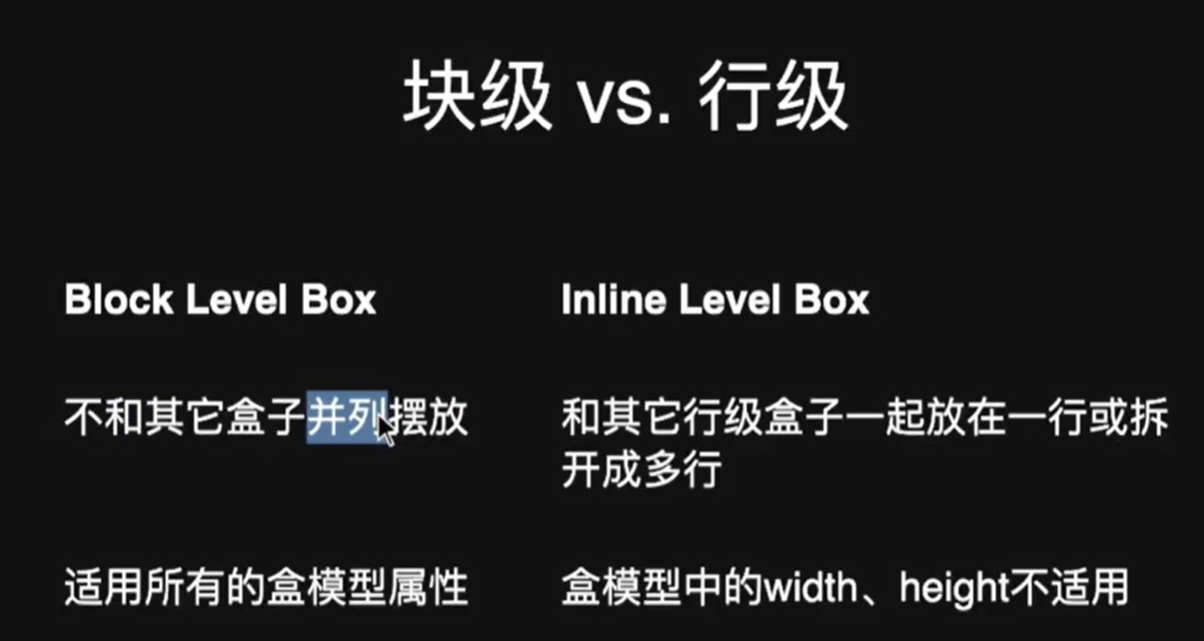 块级 vs. 行级
Block Level Box
Inline Level Box
不和其它盒子并列摆放
和其它行级盒子一起放在一行或拆
开成多行
适用所有的盒模型属性
盒模型中的width、height不适用